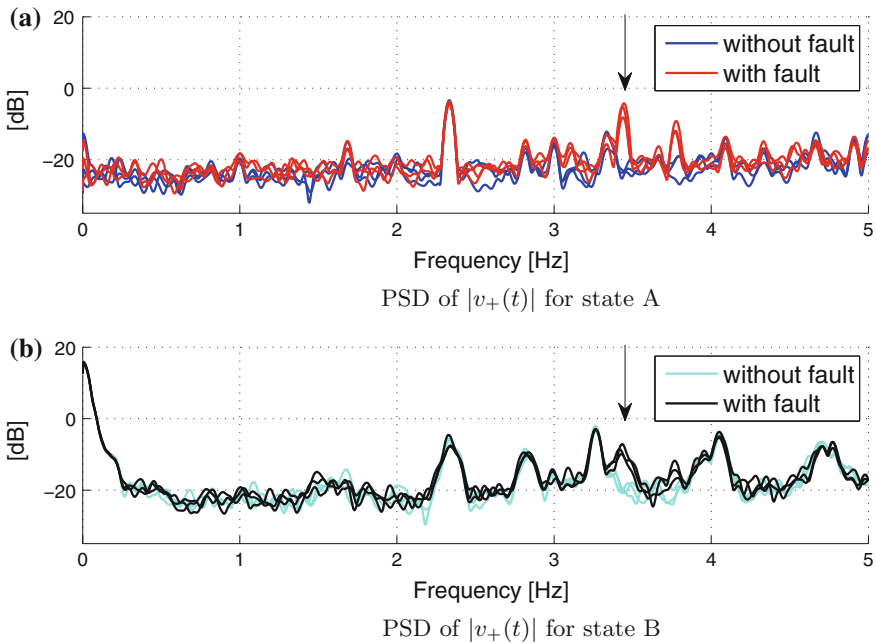 (a)
20
0
−20
[dB]
without fault
with fault
0 1 2 3 4 5
Frequency [Hz]
PSD of |v₊(t)| for state A
(b)
20
0
−20
[dB]
without fault
with fault
0 1 2 3 4 5
Frequency [Hz]
PSD of |v₊(t)| for state B